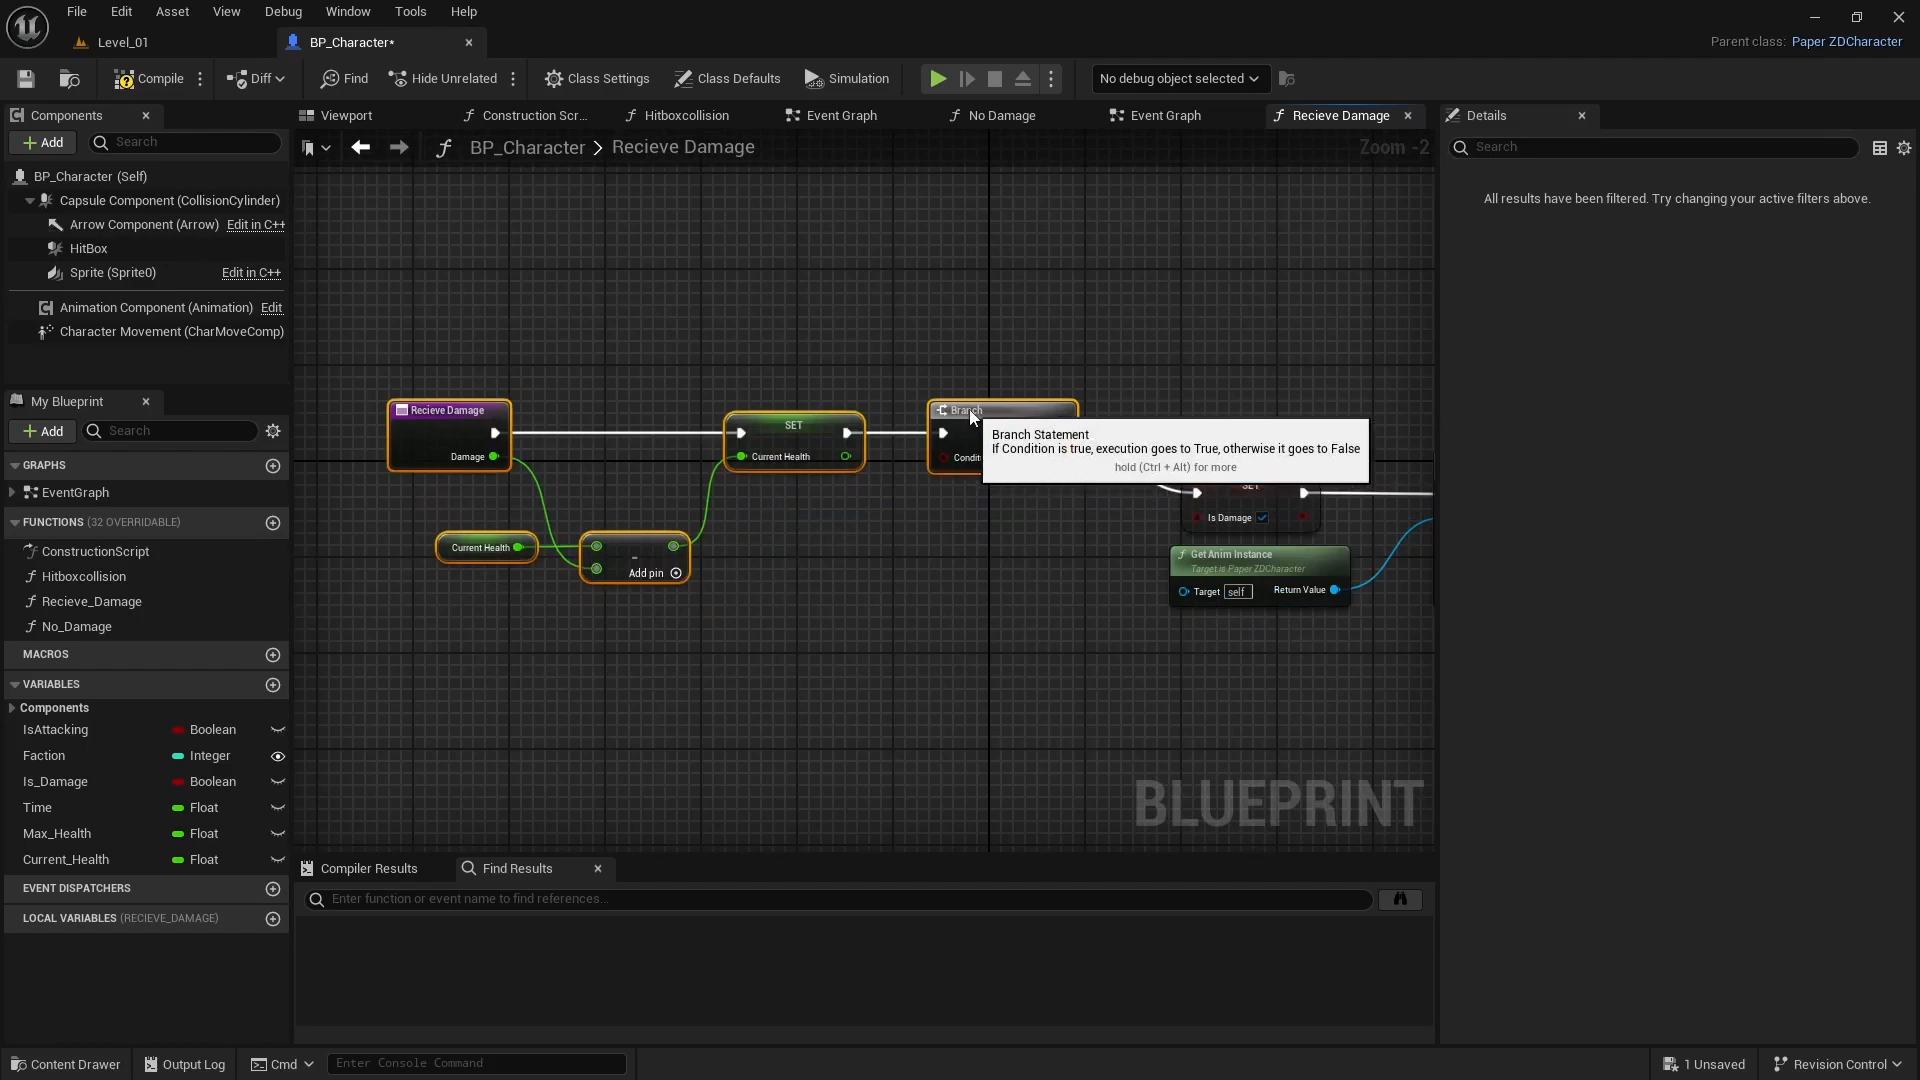 File Edit Asset View Debug Window Tools Help
Level_01
BP_Character*
Parent class: Paper ZDCharacter
Compile
Diff
Find
Hide Unrelated
Class Settings
Class Defaults
Simulation
No debug object selected
Components
Add
Search
BP_Character (Self)
Capsule Component (CollisionCylinder)
Arrow Component (Arrow) Edit in C++
HitBox
Sprite (Sprite0) Edit in C++
Animation Component (Animation) Edit
Character Movement (CharMoveComp)
My Blueprint
Add
Search
GRAPHS
EventGraph
FUNCTIONS (32 OVERRIDABLE)
ConstructionScript
Hitboxcollision
Recieve_Damage
No_Damage
MACROS
VARIABLES
Components
IsAttacking Boolean
Faction Integer
Is_Damage Boolean
Time Float
Max_Health Float
Current_Health Float
EVENT DISPATCHERS
LOCAL VARIABLES (RECIEVE_DAMAGE)
Viewport
Construction Scr...
Hitboxcollision
Event Graph
No Damage
Event Graph
Recieve Damage
BP_Character > Recieve Damage
Zoom -2
Recieve Damage
Damage
SET
Current Health
Branch
Branch Statement
If Condition is true, execution goes to True, otherwise it goes to False
hold (Ctrl + Alt) for more
Conditi
SET
Is Damage
Current Health
-
Add pin
Get Anim Instance
Target is Paper ZDCharacter
Target self Return Value
BLUEPRINT
Compiler Results
Find Results
Enter function or event name to find references...
Details
Search
All results have been filtered. Try changing your active filters above.
Content Drawer
Output Log
Cmd
Enter Console Command
1 Unsaved
Revision Control